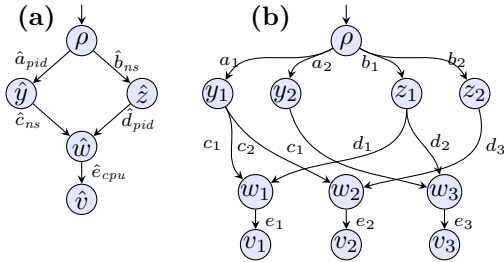 (a)
(b)
ρ
ρ
â_pid
b̂_ns
a_1
a_2
b_1
b_2
ŷ
ẑ
y_1
y_2
z_1
z_2
ĉ_ns
d̂_pid
c_1
c_2
c_1
d_1
d_2
d_3
ŵ
w_1
w_2
w_3
ê_cpu
e_1
e_2
e_3
v̂
v_1
v_2
v_3